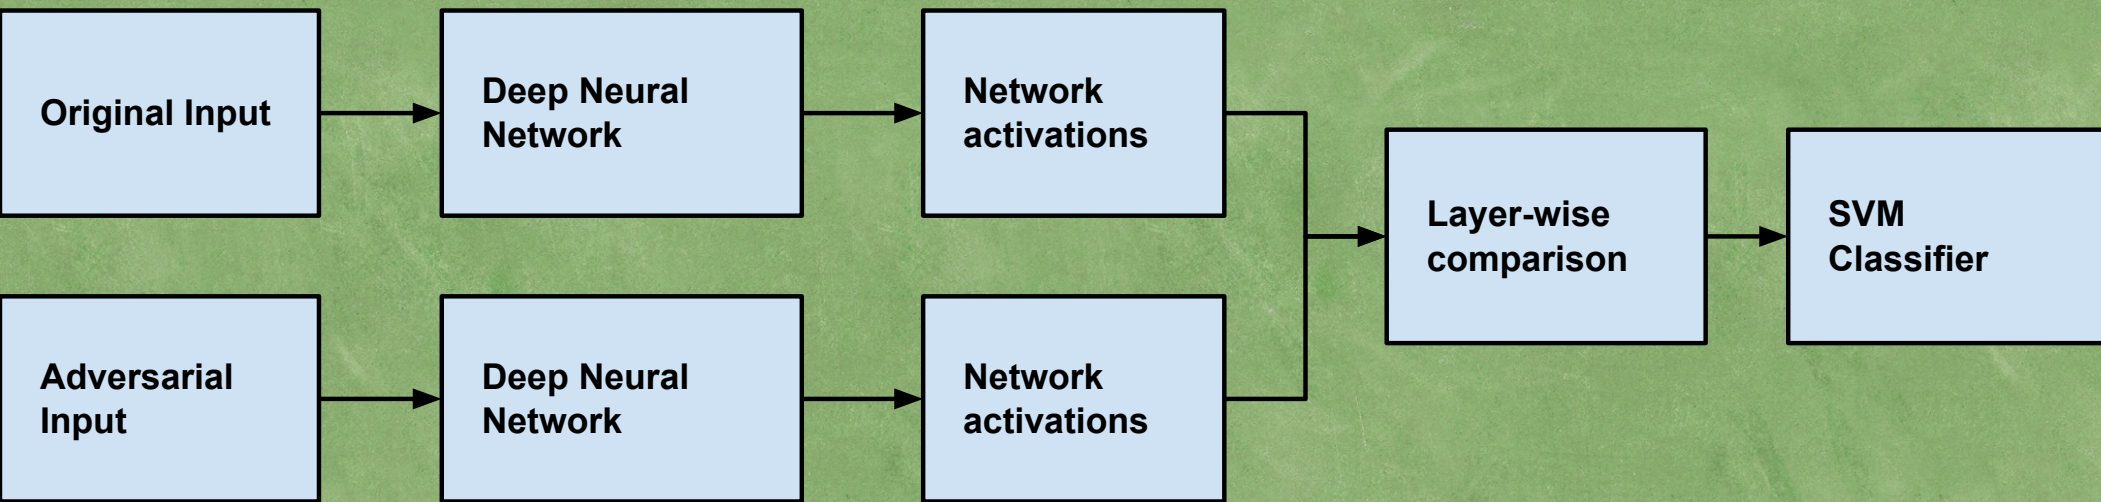 Original Input
Deep Neural
Network
Network
activations
Adversarial
Input
Deep Neural
Network
Network
activations
Layer-wise
comparison
SVM
Classifier